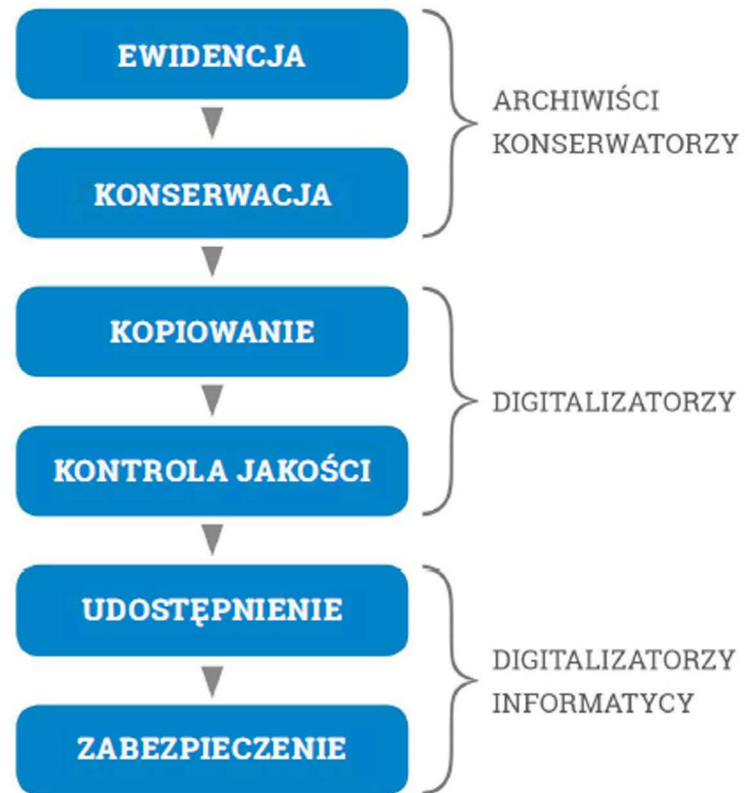 EWIDENCJA
ARCHIWIŚCI
KONSERWATORZY
KONSERWACJA
KOPIOWANIE
DIGITALIZATORZY
KONTROLA JAKOŚCI
UDOSTĘPNIENIE
DIGITALIZATORZY
INFORMATYCY
ZABEZPIECZENIE